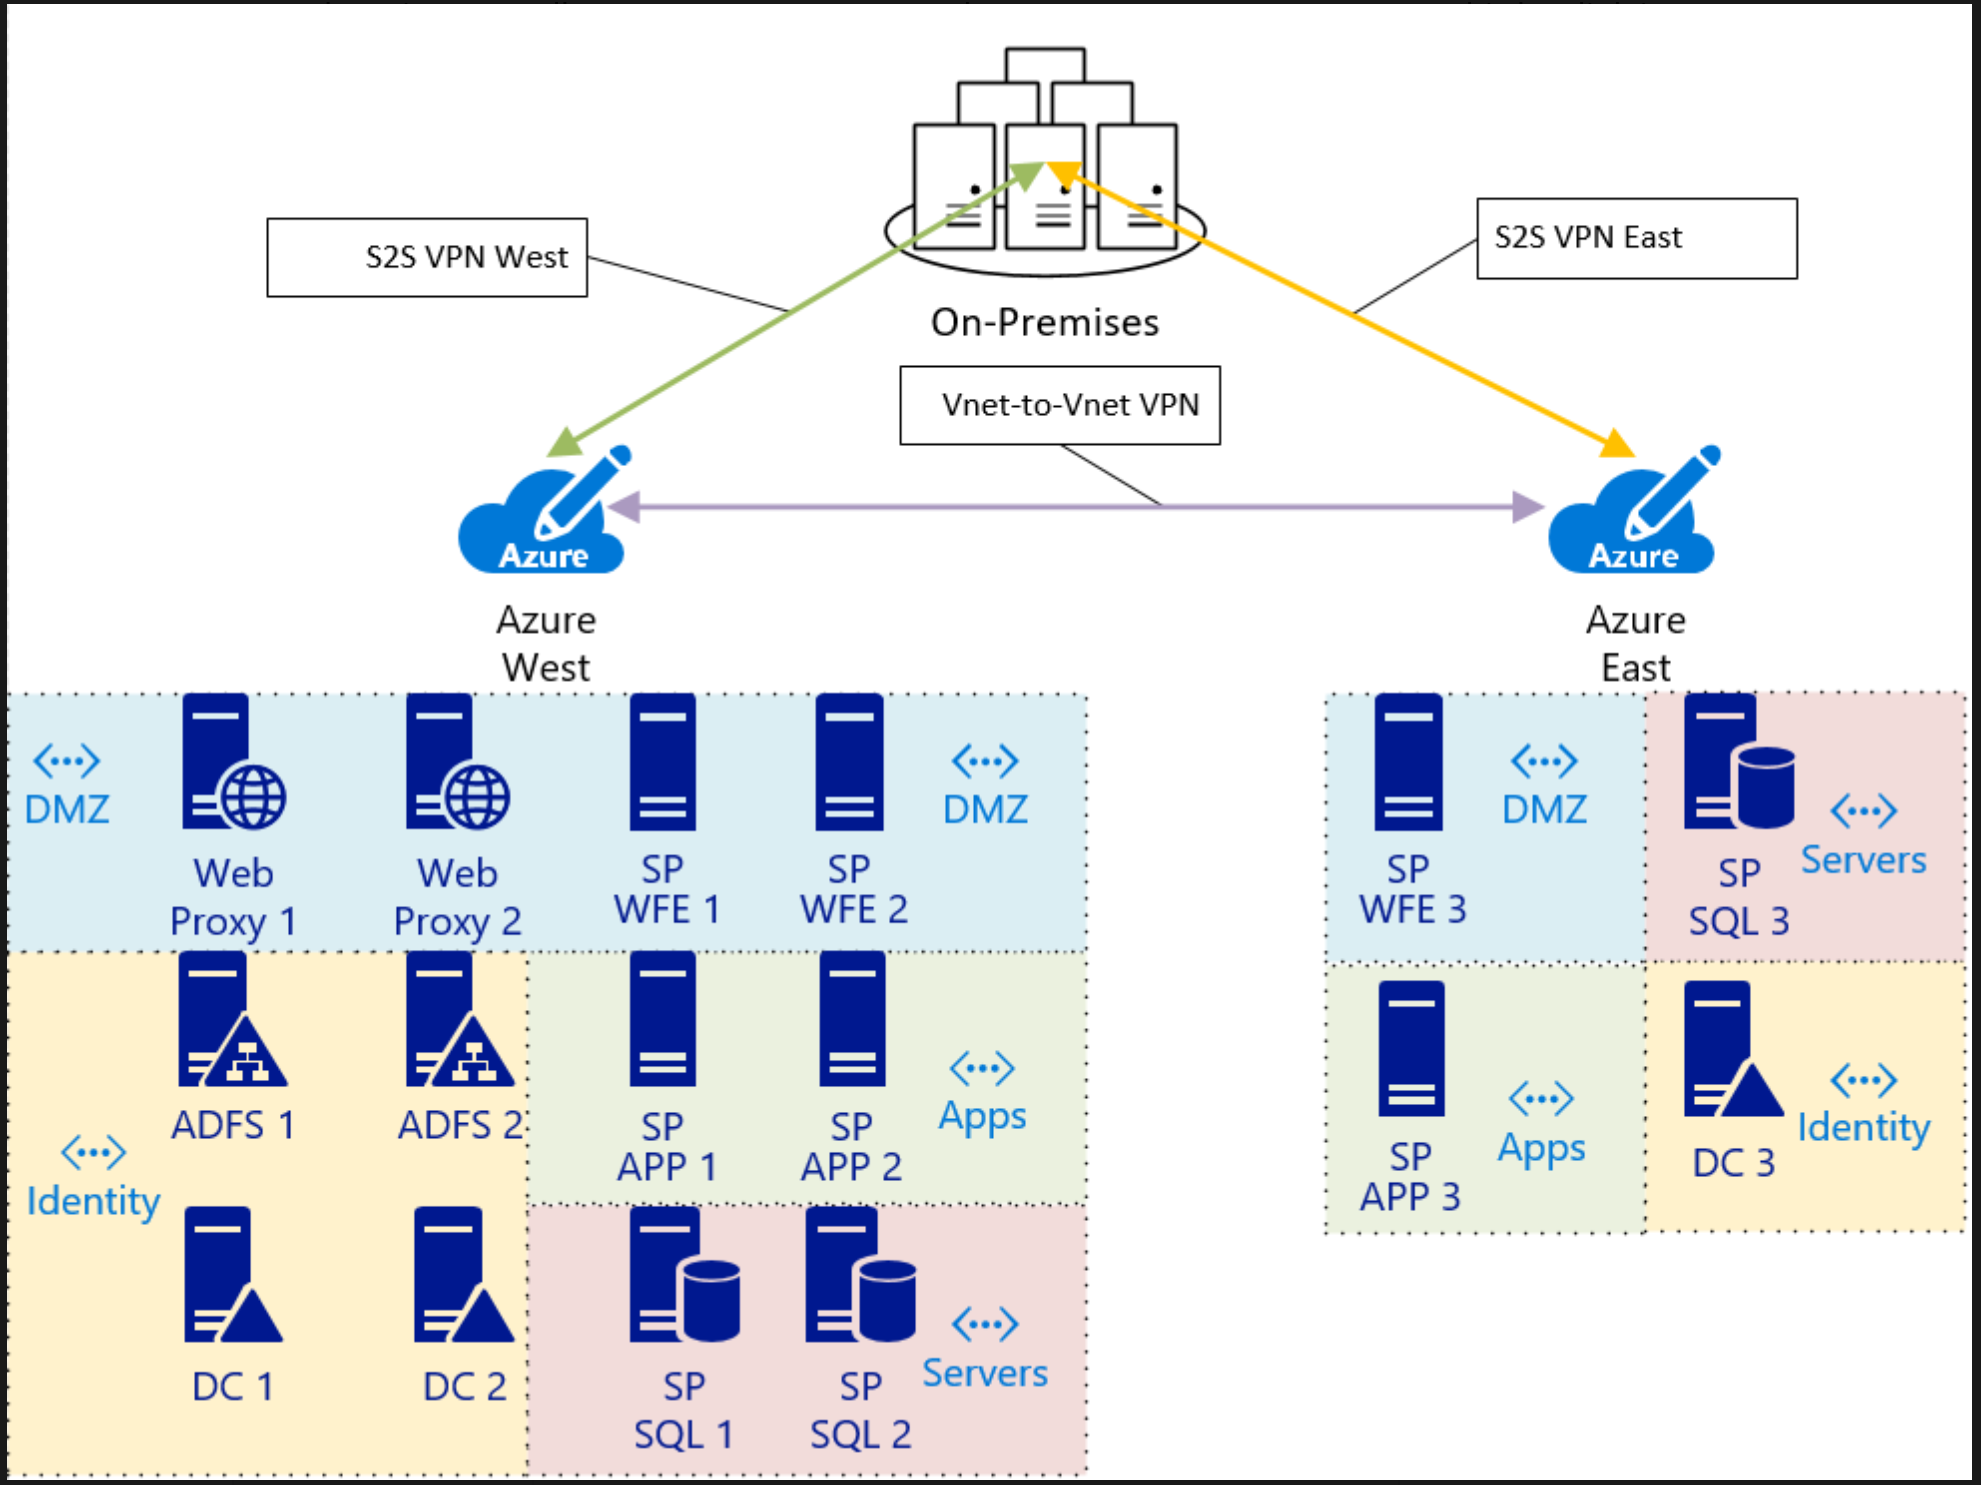 S2S VPN West
S2S VPN East
On-Premises
Vnet-to-Vnet VPN
Azure
Azure
Azure
West
Azure
East
DMZ
Web
Proxy 1
Web
Proxy 2
SP
WFE 1
SP
WFE 2
DMZ
Identity
ADFS 1
ADFS 2
DC 1
DC 2
SP
APP 1
SP
APP 2
Apps
SP
SQL 1
SP
SQL 2
Servers
SP
WFE 3
DMZ
SP
SQL 3
Servers
SP
APP 3
Apps
DC 3
Identity